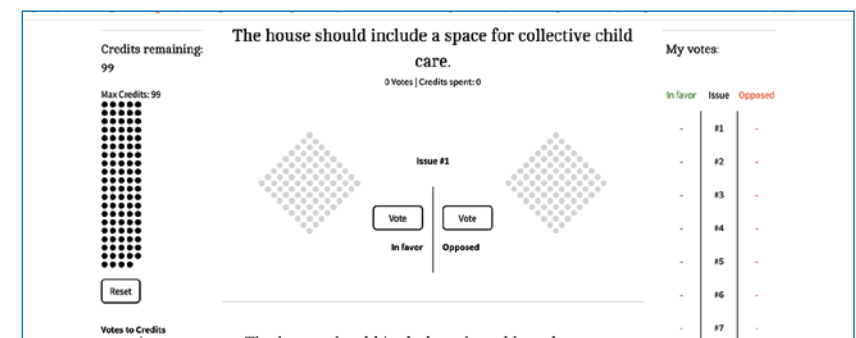 Credits remaining:
99
Max Credits: 99
Reset
Votes to Credits
The house should include a space for collective child
care.
0 Votes | Credits spent: 0
Issue #1
Vote
Vote
In favor
Opposed
My votes:
In favor Issue Opposed
- #1 -
- #2 -
- #3 -
- #4 -
- #5 -
- #6 -
- #7 -